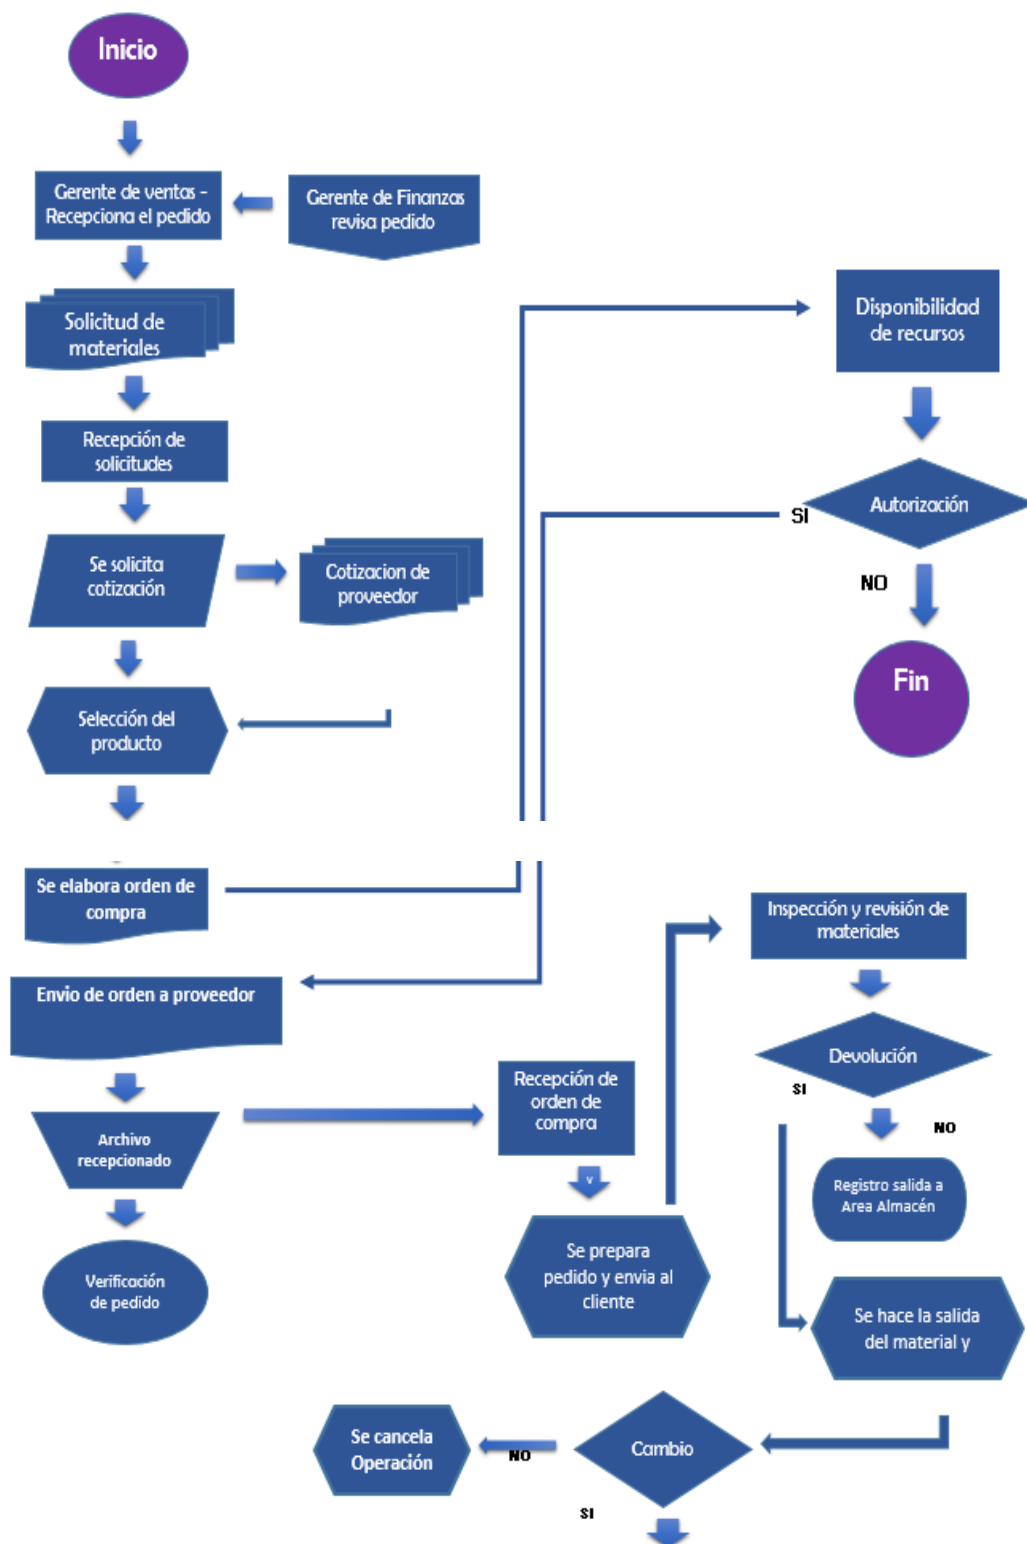 Inicio
Gerente de ventas -
Recepciona el pedido
Gerente de Finanzas
revisa pedido
Solicitud de
materiales
Disponibilidad
de recursos
Recepción de
solicitudes
Autorización
SI
NO
Se solicita
cotización
Cotizacion de
proveedor
Fin
Selección del
producto
Se elabora orden de
compra
Inspección y revisión de
materiales
Envio de orden a proveedor
Devolución
SI
NO
Recepción de
orden de
compra
v
Archivo
recepcionado
Registro salida a
Area Almacén
Se prepara
pedido y envia al
cliente
Verificación
de pedido
Se hace la salida
del material y
Se cancela
Operación
NO
Cambio
SI